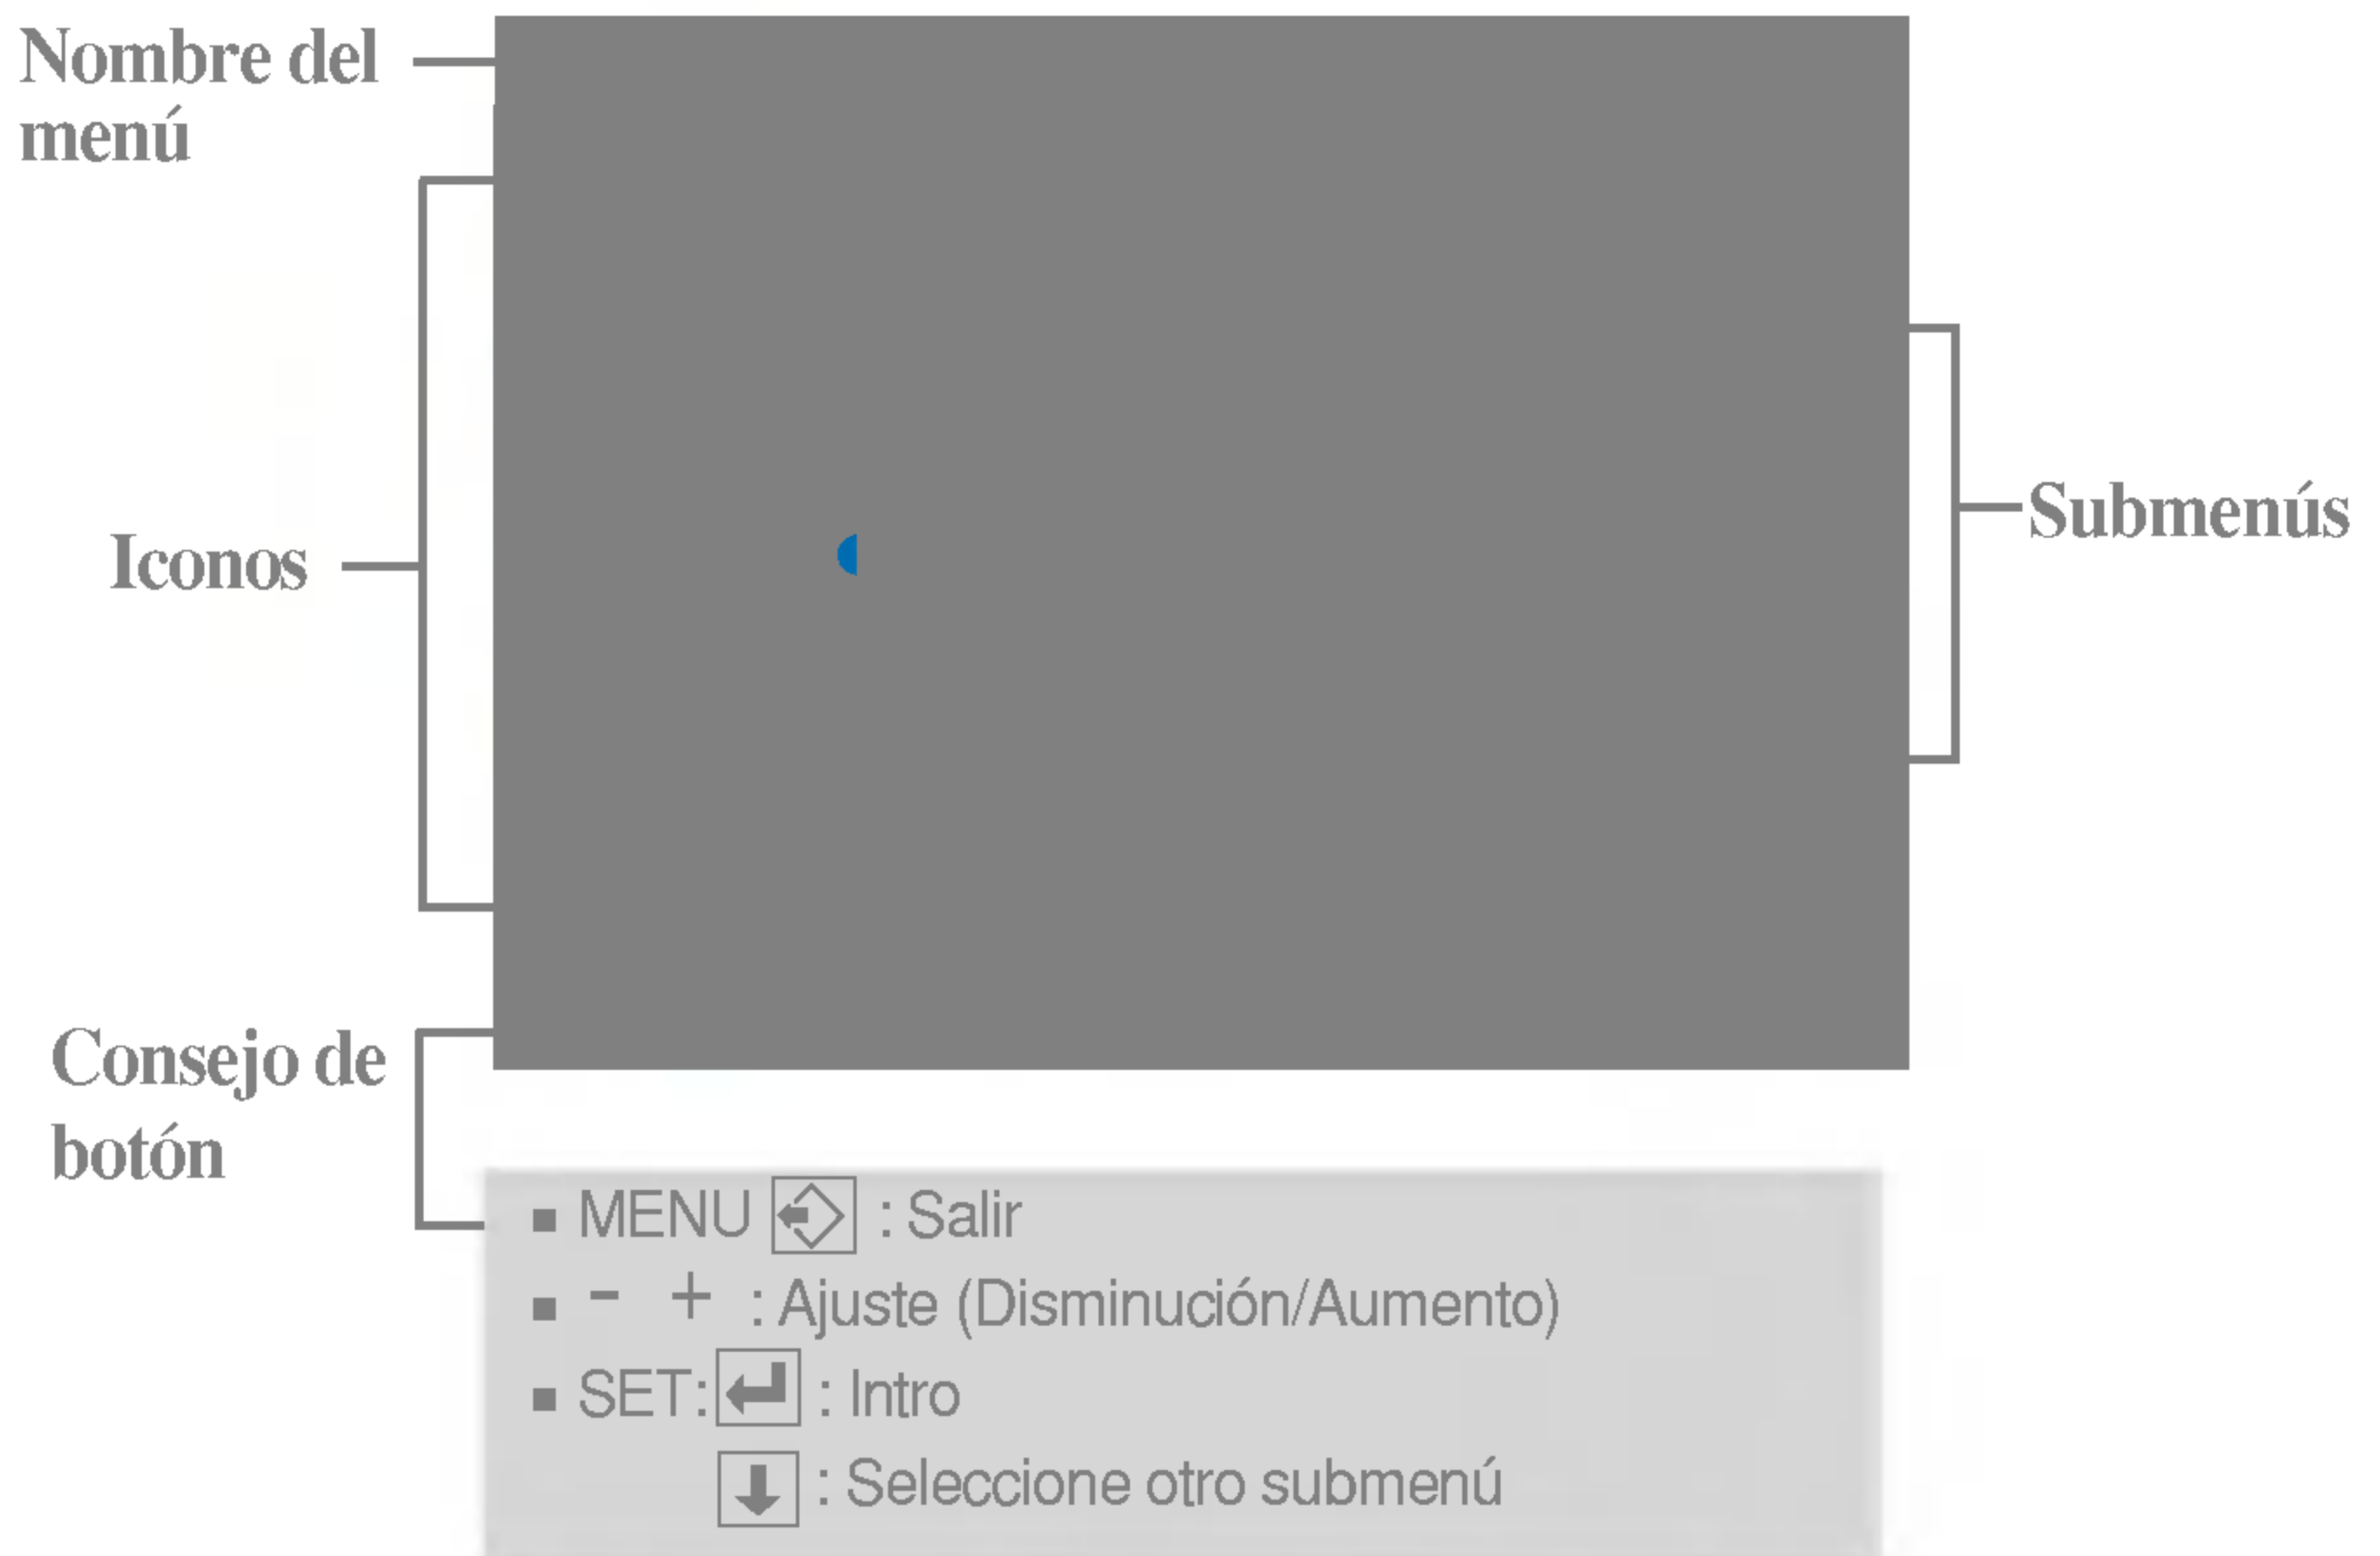 Nombre del
menú
Iconos
Submenús
Consejo de
botón
■ MENU : Salir
■ - + : Ajuste (Disminución/Aumento)
■ SET: : Intro
: Seleccione otro submenú